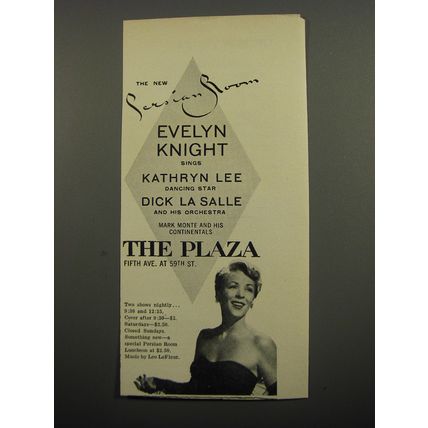 THE NEW
Persian Room
EVELYN
KNIGHT
SINGS
KATHRYN LEE
DANCING STAR
DICK LA SALLE
AND HIS ORCHESTRA
MARK MONTE AND HIS
CONTINENTALS
THE PLAZA
FIFTH AVE. AT 59TH ST.
Two shows nightly...
9:30 and 12:15.
Cover after 9:30—$2.
Saturdays—$2.50.
Closed Sundays.
Something new—a
special Persian Room
Luncheon at $2.50.
Music by Leo LeFleur.